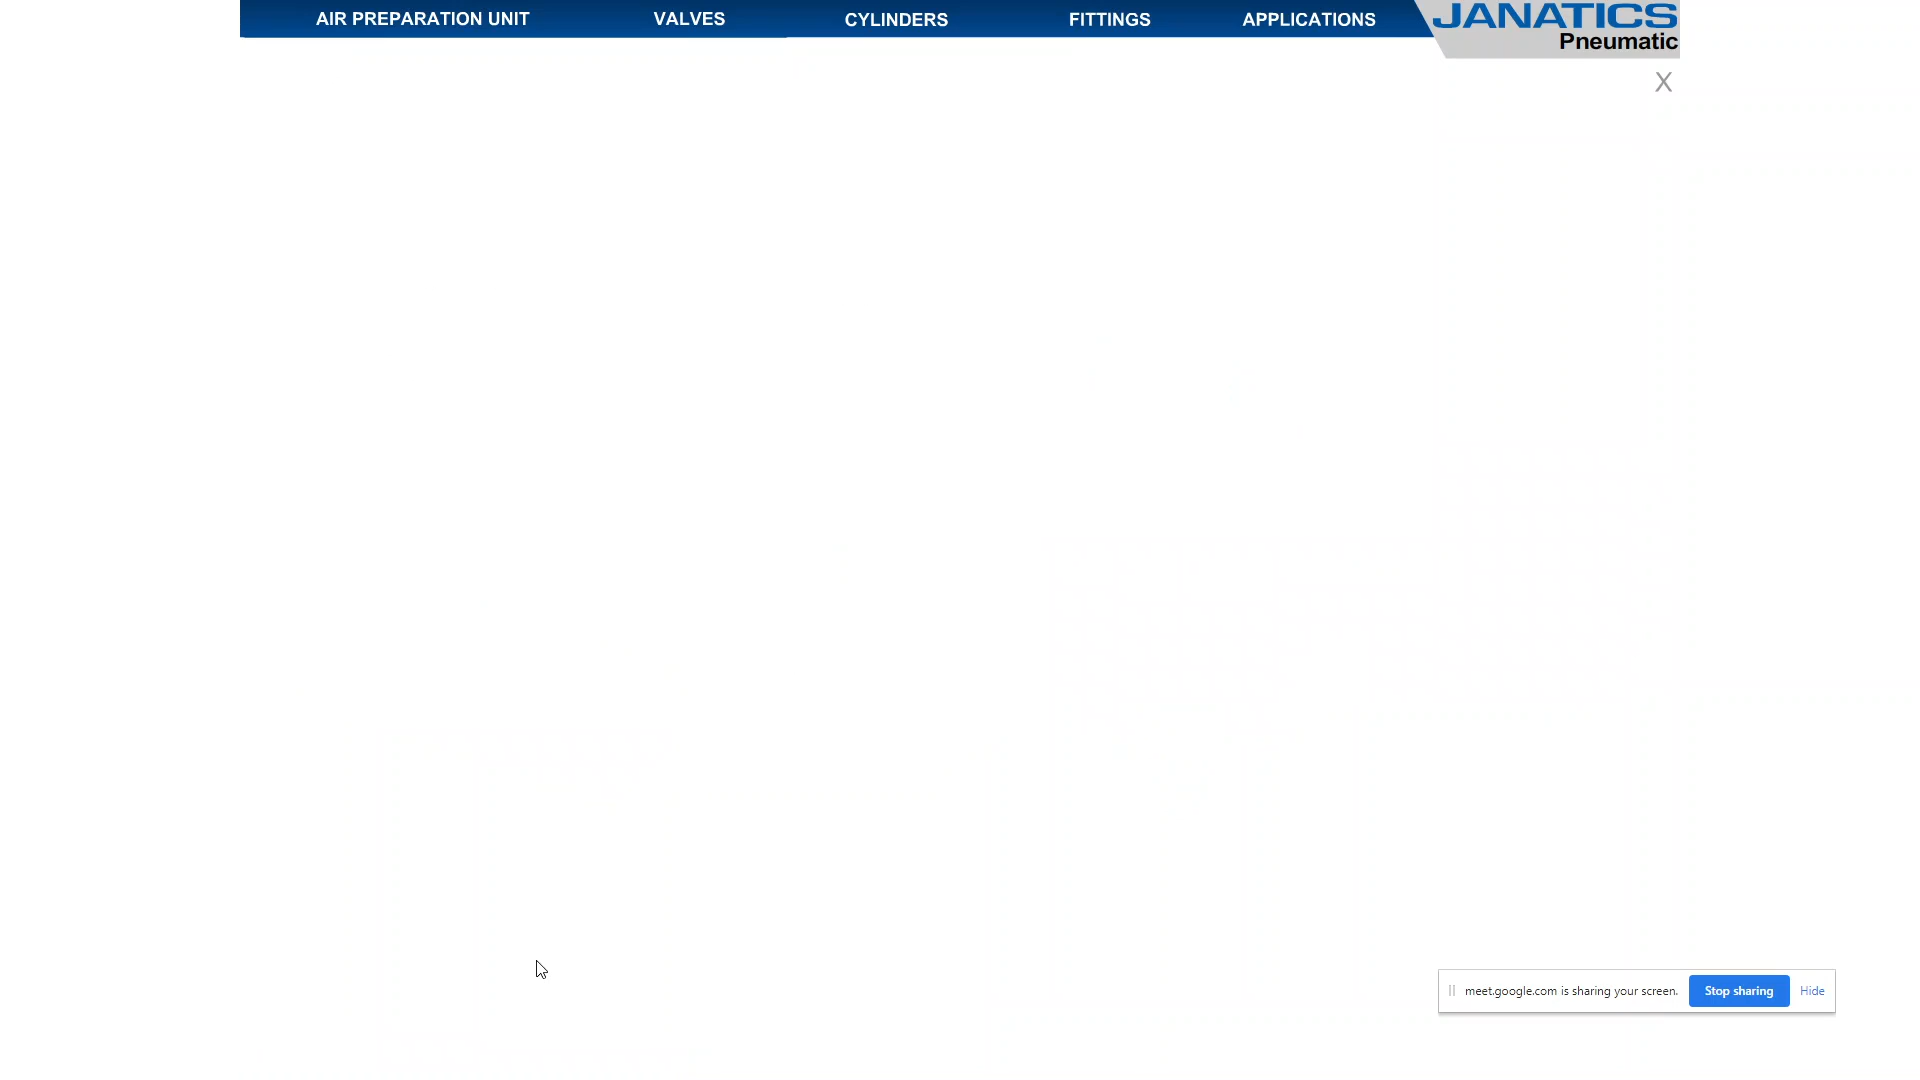 AIR PREPARATION UNIT VALVES CYLINDERS FITTINGS APPLICATIONS
JANATICS
Pneumatic
X
meet.google.com is sharing your screen. Stop sharing Hide